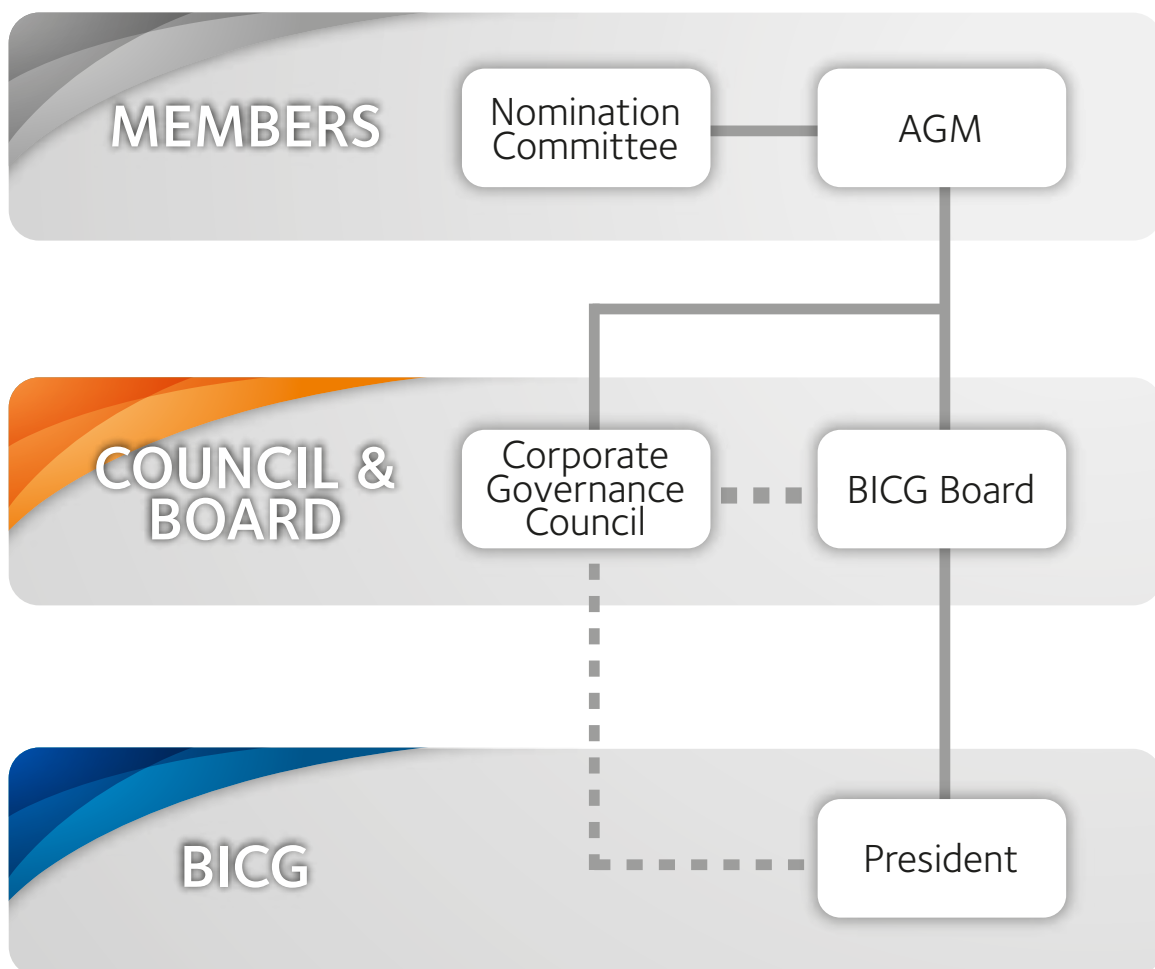 MEMBERS
Nomination
Committee
AGM
COUNCIL &
BOARD
Corporate
Governance
Council
BICG Board
BICG
President